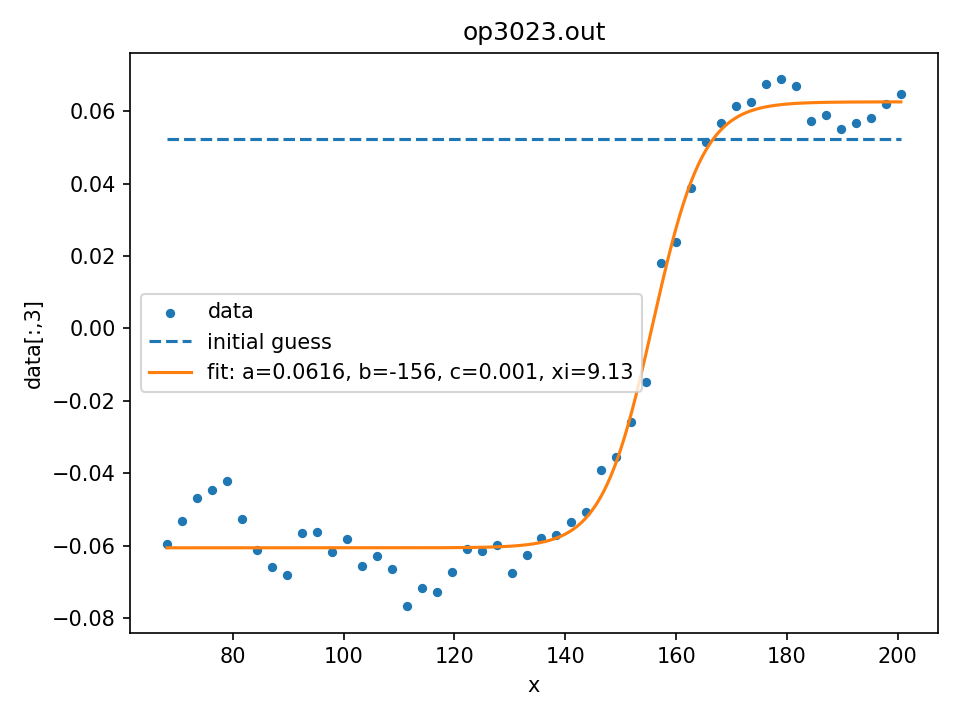 op3023.out
data[:,3]
0.06
0.04
0.02
0.00
−0.02
−0.04
−0.06
−0.08
data
initial guess
fit: a=0.0616, b=-156, c=0.001, xi=9.13
80 100 120 140 160 180 200
x